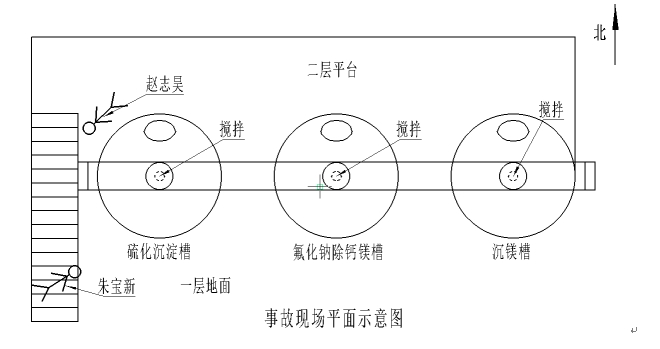 北
二层平台
赵志昊
搅拌
搅拌
搅拌
硫化沉淀槽
氟化钠除钙镁槽
沉镁槽
朱宝新
一层地面
事故现场平面示意图